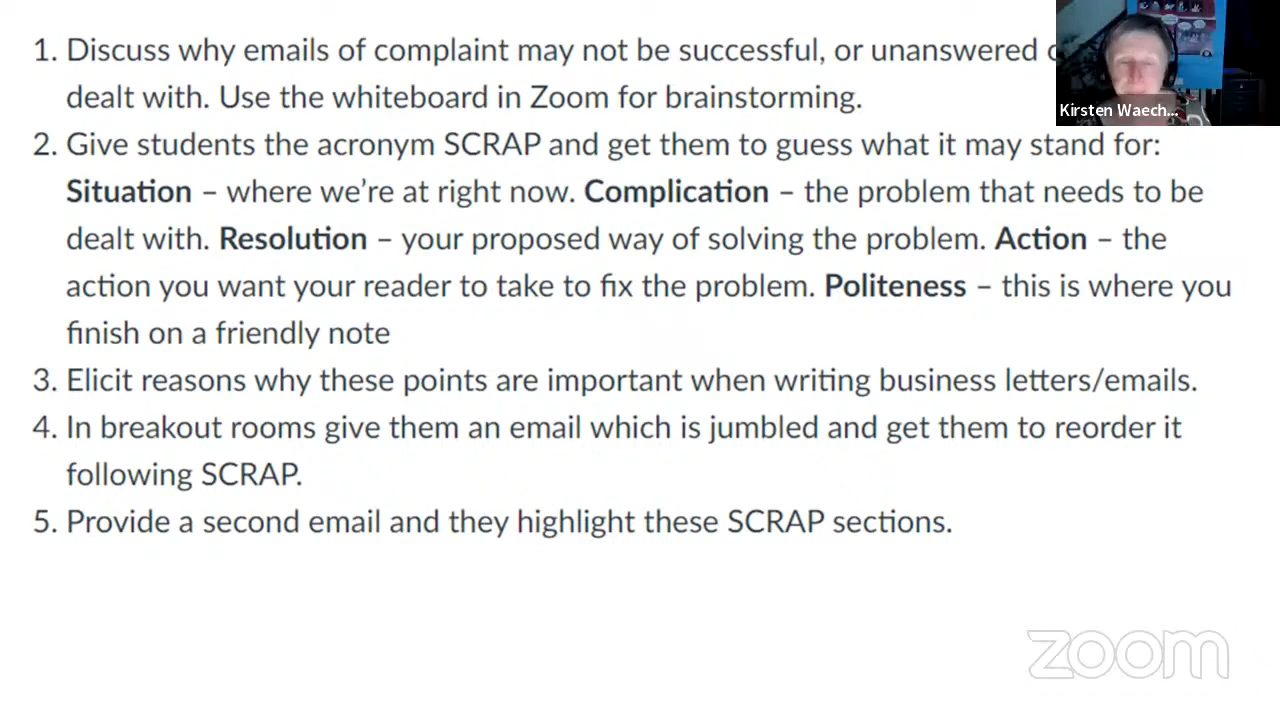 1. Discuss why emails of complaint may not be successful, or unanswered
dealt with. Use the whiteboard in Zoom for brainstorming.
2. Give students the acronym SCRAP and get them to guess what it may stand for:
Situation – where we’re at right now. Complication – the problem that needs to be
dealt with. Resolution – your proposed way of solving the problem. Action – the
action you want your reader to take to fix the problem. Politeness – this is where you
finish on a friendly note
3. Elicit reasons why these points are important when writing business letters/emails.
4. In breakout rooms give them an email which is jumbled and get them to reorder it
following SCRAP.
5. Provide a second email and they highlight these SCRAP sections.
Kirsten Waech...
zoom